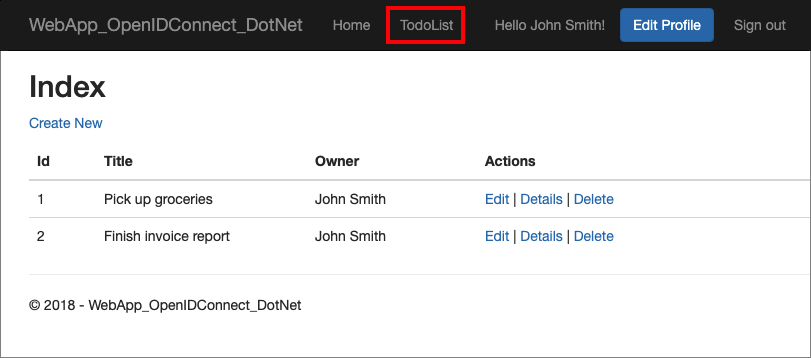 WebApp_OpenIDConnect_DotNet Home TodoList Hello John Smith! Edit Profile Sign out
Index
Create New
Id Title Owner Actions
1 Pick up groceries John Smith Edit | Details | Delete
2 Finish invoice report John Smith Edit | Details | Delete
© 2018 - WebApp_OpenIDConnect_DotNet